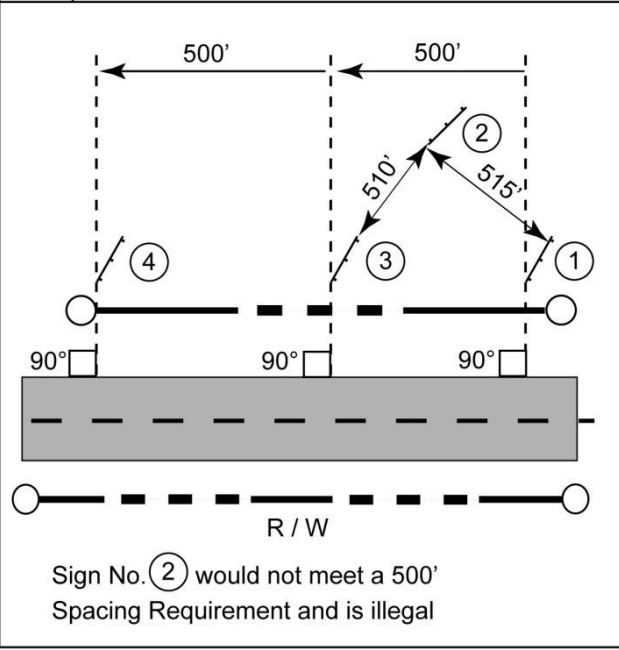 500’ 500’
2
510’ 515’
4 3 1
90° 90° 90°
R / W
Sign No. 2 would not meet a 500’
Spacing Requirement and is illegal